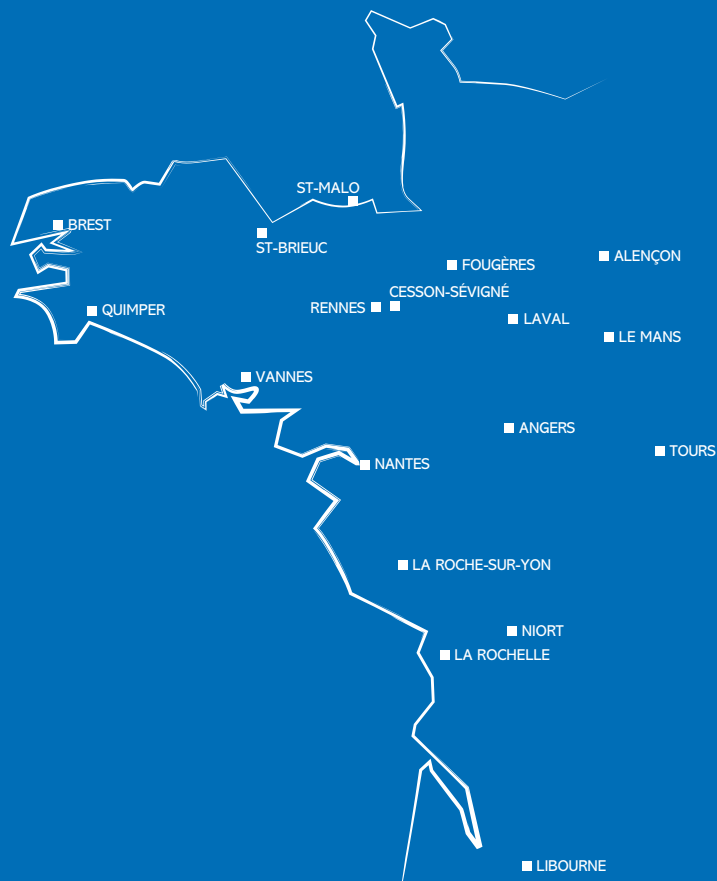 ST-MALO
BREST
ST-BRIEUC
ALENÇON
FOUGÈRES
CESSON-SÉVIGNÉ
RENNES
QUIMPER
LAVAL
LE MANS
VANNES
ANGERS
TOURS
NANTES
LA ROCHE-SUR-YON
NIORT
LA ROCHELLE
LIBOURNE